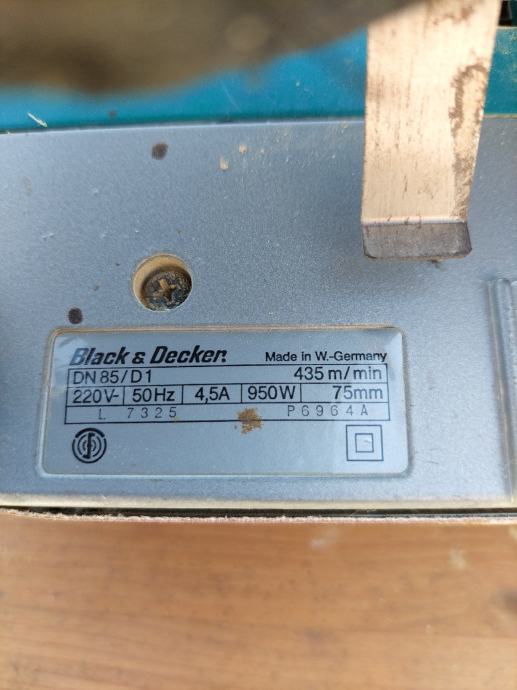 Black & Decker Made in W.-Germany
DN 85/D1 435 m/min
220V- 50Hz 4,5A 950W 75mm
L 7325 P6964A